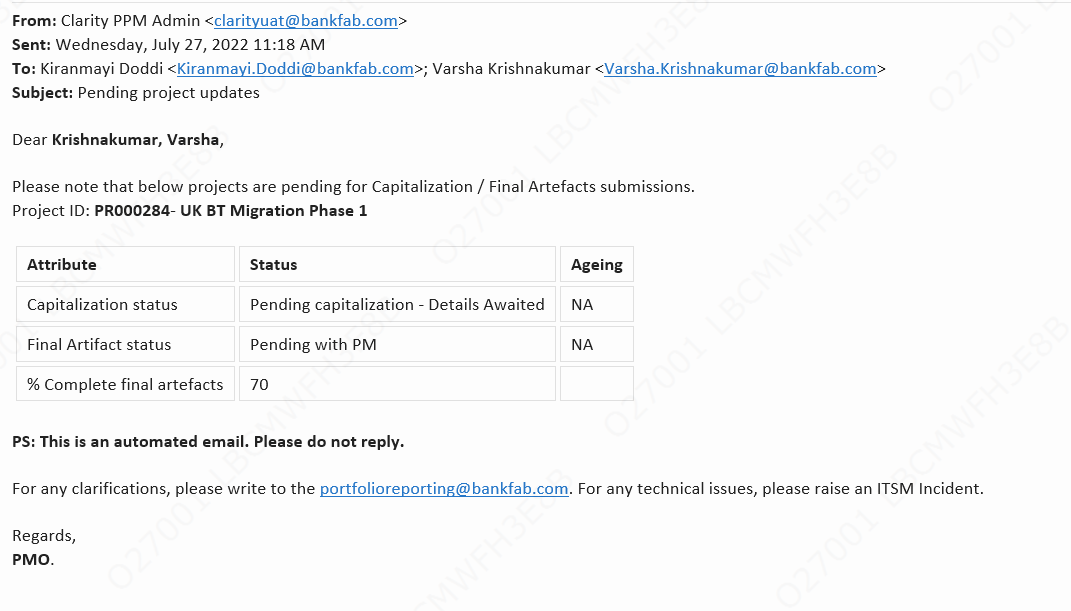 From: Clarity PPM Admin <clarityuat@bankfab.com>
Sent: Wednesday, July 27, 2022 11:18 AM
To: Kiranmayi Doddi <Kiranmayi.Doddi@bankfab.com>; Varsha Krishnakumar <Varsha.Krishnakumar@bankfab.com>
Subject: Pending project updates
Dear Krishnakumar, Varsha,
Please note that below projects are pending for Capitalization / Final Artefacts submissions.
Project ID: PR000284- UK BT Migration Phase 1
Attribute Status Ageing
Capitalization status Pending capitalization - Details Awaited NA
Final Artifact status Pending with PM NA
% Complete final artefacts 70
PS: This is an automated email. Please do not reply.
For any clarifications, please write to the portfolioreporting@bankfab.com. For any technical issues, please raise an ITSM Incident.
Regards,
PMO.
O27001 LBCMWFH3E8B